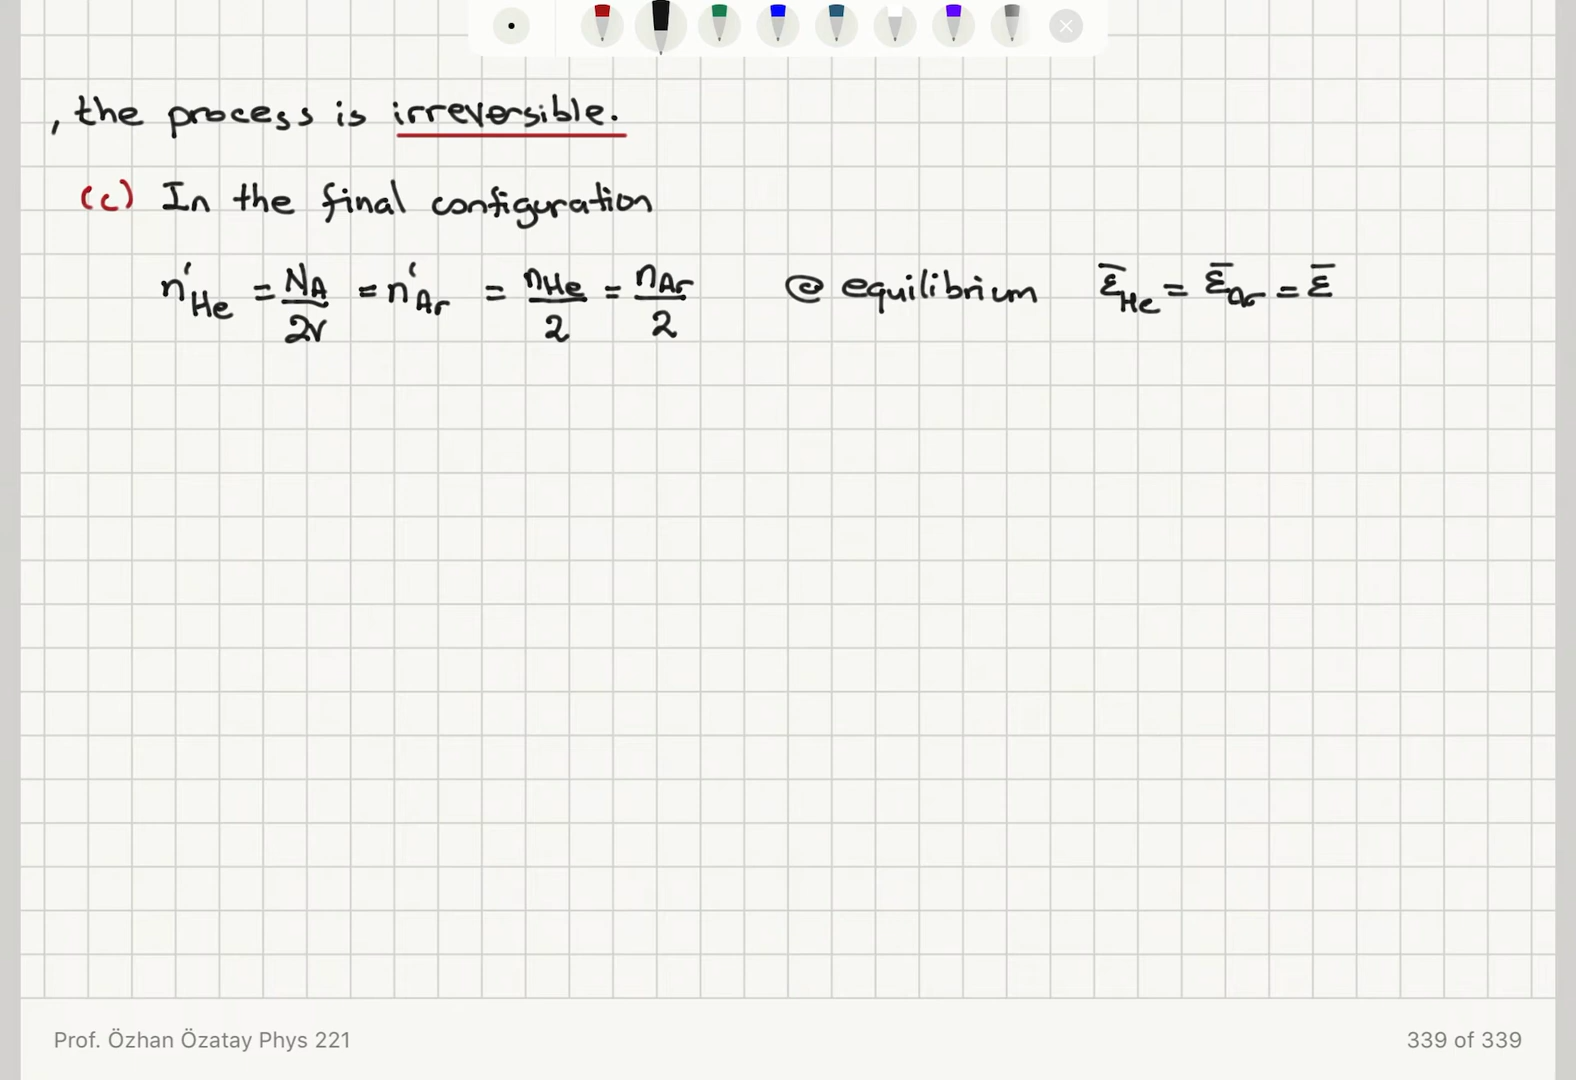 , the process is irreversible.
(c) In the final configuration
n'He = NA/2V = n'Ar = nHe/2 = nAr/2 @ equilibrium ε̅He = ε̅Ar = ε̅
Prof. Özhan Özatay Phys 221
339 of 339